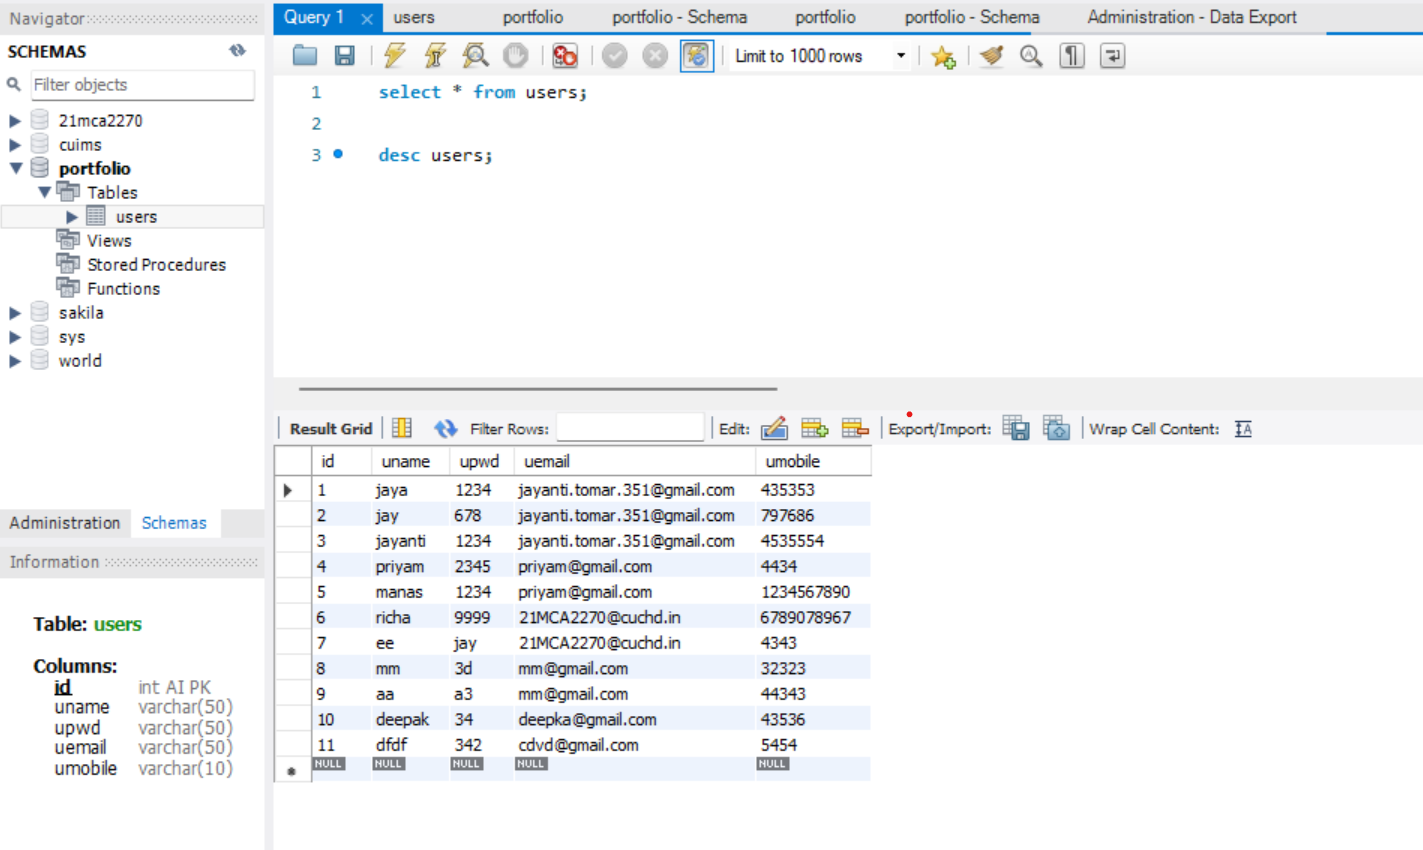 Navigator
SCHEMAS
Filter objects
21mca2270
cuims
portfolio
Tables
users
Views
Stored Procedures
Functions
sakila
sys
world
Administration Schemas
Information
Table: users
Columns:
id int AI PK
uname varchar(50)
upwd varchar(50)
uemail varchar(50)
umobile varchar(10)
Query 1 users portfolio portfolio - Schema portfolio portfolio - Schema Administration - Data Export
Limit to 1000 rows
1 select * from users;
2
3 desc users;
Result Grid Filter Rows: Edit: Export/Import: Wrap Cell Content:
id uname upwd uemail umobile
1 jaya 1234 jayanti.tomar.351@gmail.com 435353
2 jay 678 jayanti.tomar.351@gmail.com 797686
3 jayanti 1234 jayanti.tomar.351@gmail.com 4535554
4 priyam 2345 priyam@gmail.com 4434
5 manas 1234 priyam@gmail.com 1234567890
6 richa 9999 21MCA2270@cuchd.in 6789078967
7 ee jay 21MCA2270@cuchd.in 4343
8 mm 3d mm@gmail.com 32323
9 aa a3 mm@gmail.com 44343
10 deepak 34 deepka@gmail.com 43536
11 dfdf 342 cdvd@gmail.com 5454
NULL NULL NULL NULL NULL